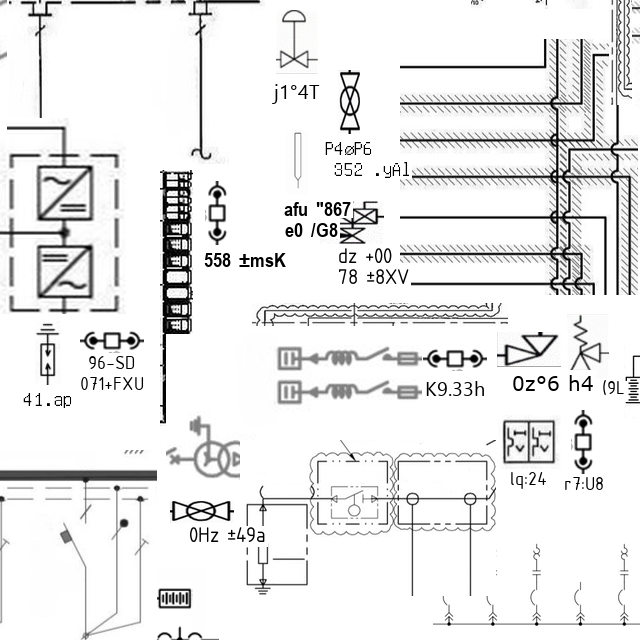 j1°4T
P4⌀P6
352 .yAl
afu "867
e0 /G8
dz +00
78 ±8XV
558 ±msK
96-SD
071+FXU
41.ap
K9.33h
0z°6 h4
(9L
lq:24
r7:U8
0Hz ±49a